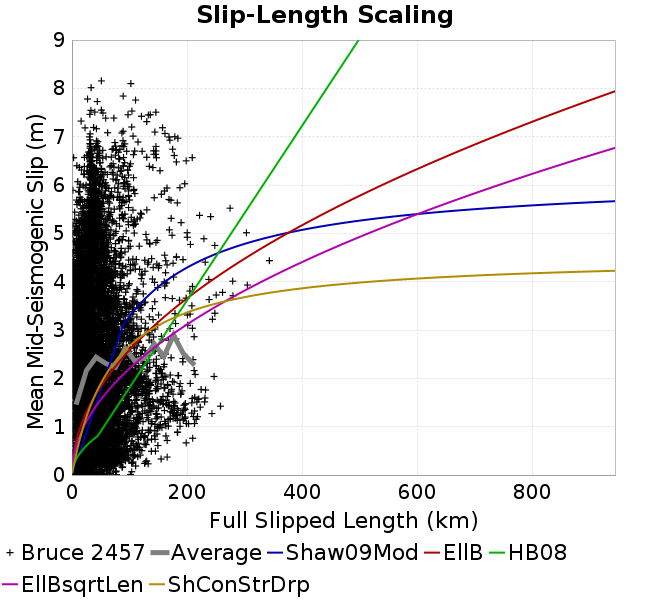 Slip-Length Scaling
Mean Mid-Seismogenic Slip (m)
9
8
7
6
5
4
3
2
1
0
0 200 400 600 800
Full Slipped Length (km)
Bruce 2457 Average Shaw09Mod EllB HB08
EllBsqrtLen ShConStrDrp